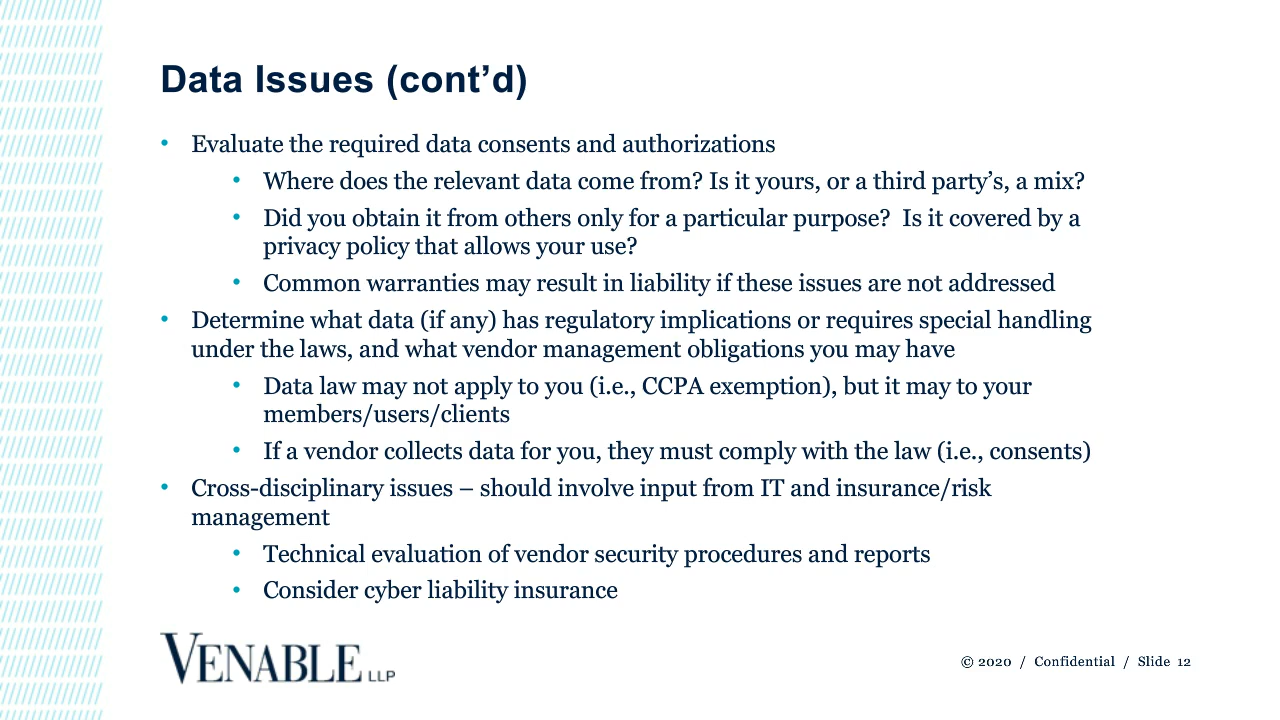 Data Issues (cont’d)
• Evaluate the required data consents and authorizations
• Where does the relevant data come from? Is it yours, or a third party’s, a mix?
• Did you obtain it from others only for a particular purpose?  Is it covered by a
privacy policy that allows your use?
• Common warranties may result in liability if these issues are not addressed
• Determine what data (if any) has regulatory implications or requires special handling
under the laws, and what vendor management obligations you may have
• Data law may not apply to you (i.e., CCPA exemption), but it may to your
members/users/clients
• If a vendor collects data for you, they must comply with the law (i.e., consents)
• Cross-disciplinary issues – should involve input from IT and insurance/risk
management
• Technical evaluation of vendor security procedures and reports
• Consider cyber liability insurance
VENABLE LLP
© 2020 / Confidential / Slide 12